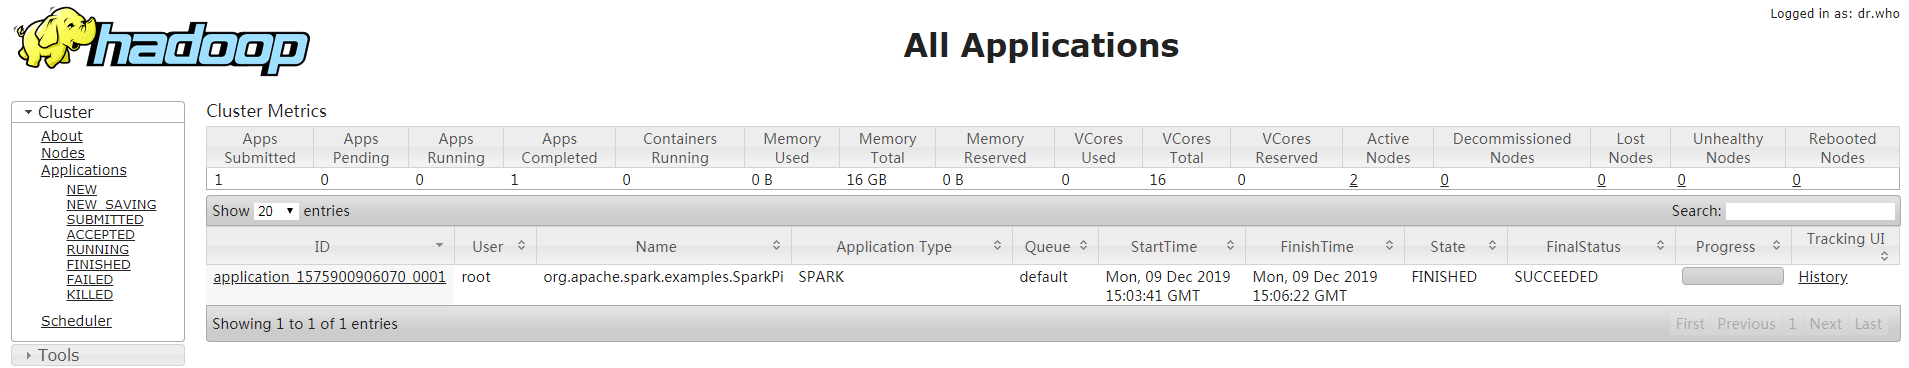 Logged in as: dr.who
hadoop
All Applications
Cluster
About
Nodes
Applications
NEW
NEW_SAVING
SUBMITTED
ACCEPTED
RUNNING
FINISHED
FAILED
KILLED
Scheduler
Tools
Cluster Metrics
Apps Submitted Apps Pending Apps Running Apps Completed Containers Running Memory Used Memory Total Memory Reserved VCores Used VCores Total VCores Reserved Active Nodes Decommissioned Nodes Lost Nodes Unhealthy Nodes Rebooted Nodes
1 0 0 1 0 0 B 16 GB 0 B 0 16 0 2 0 0 0 0
Show 20 entries Search:
ID User Name Application Type Queue StartTime FinishTime State FinalStatus Progress Tracking UI
application_1575900906070_0001 root org.apache.spark.examples.SparkPi SPARK default Mon, 09 Dec 2019 15:03:41 GMT Mon, 09 Dec 2019 15:06:22 GMT FINISHED SUCCEEDED History
Showing 1 to 1 of 1 entries First Previous 1 Next Last